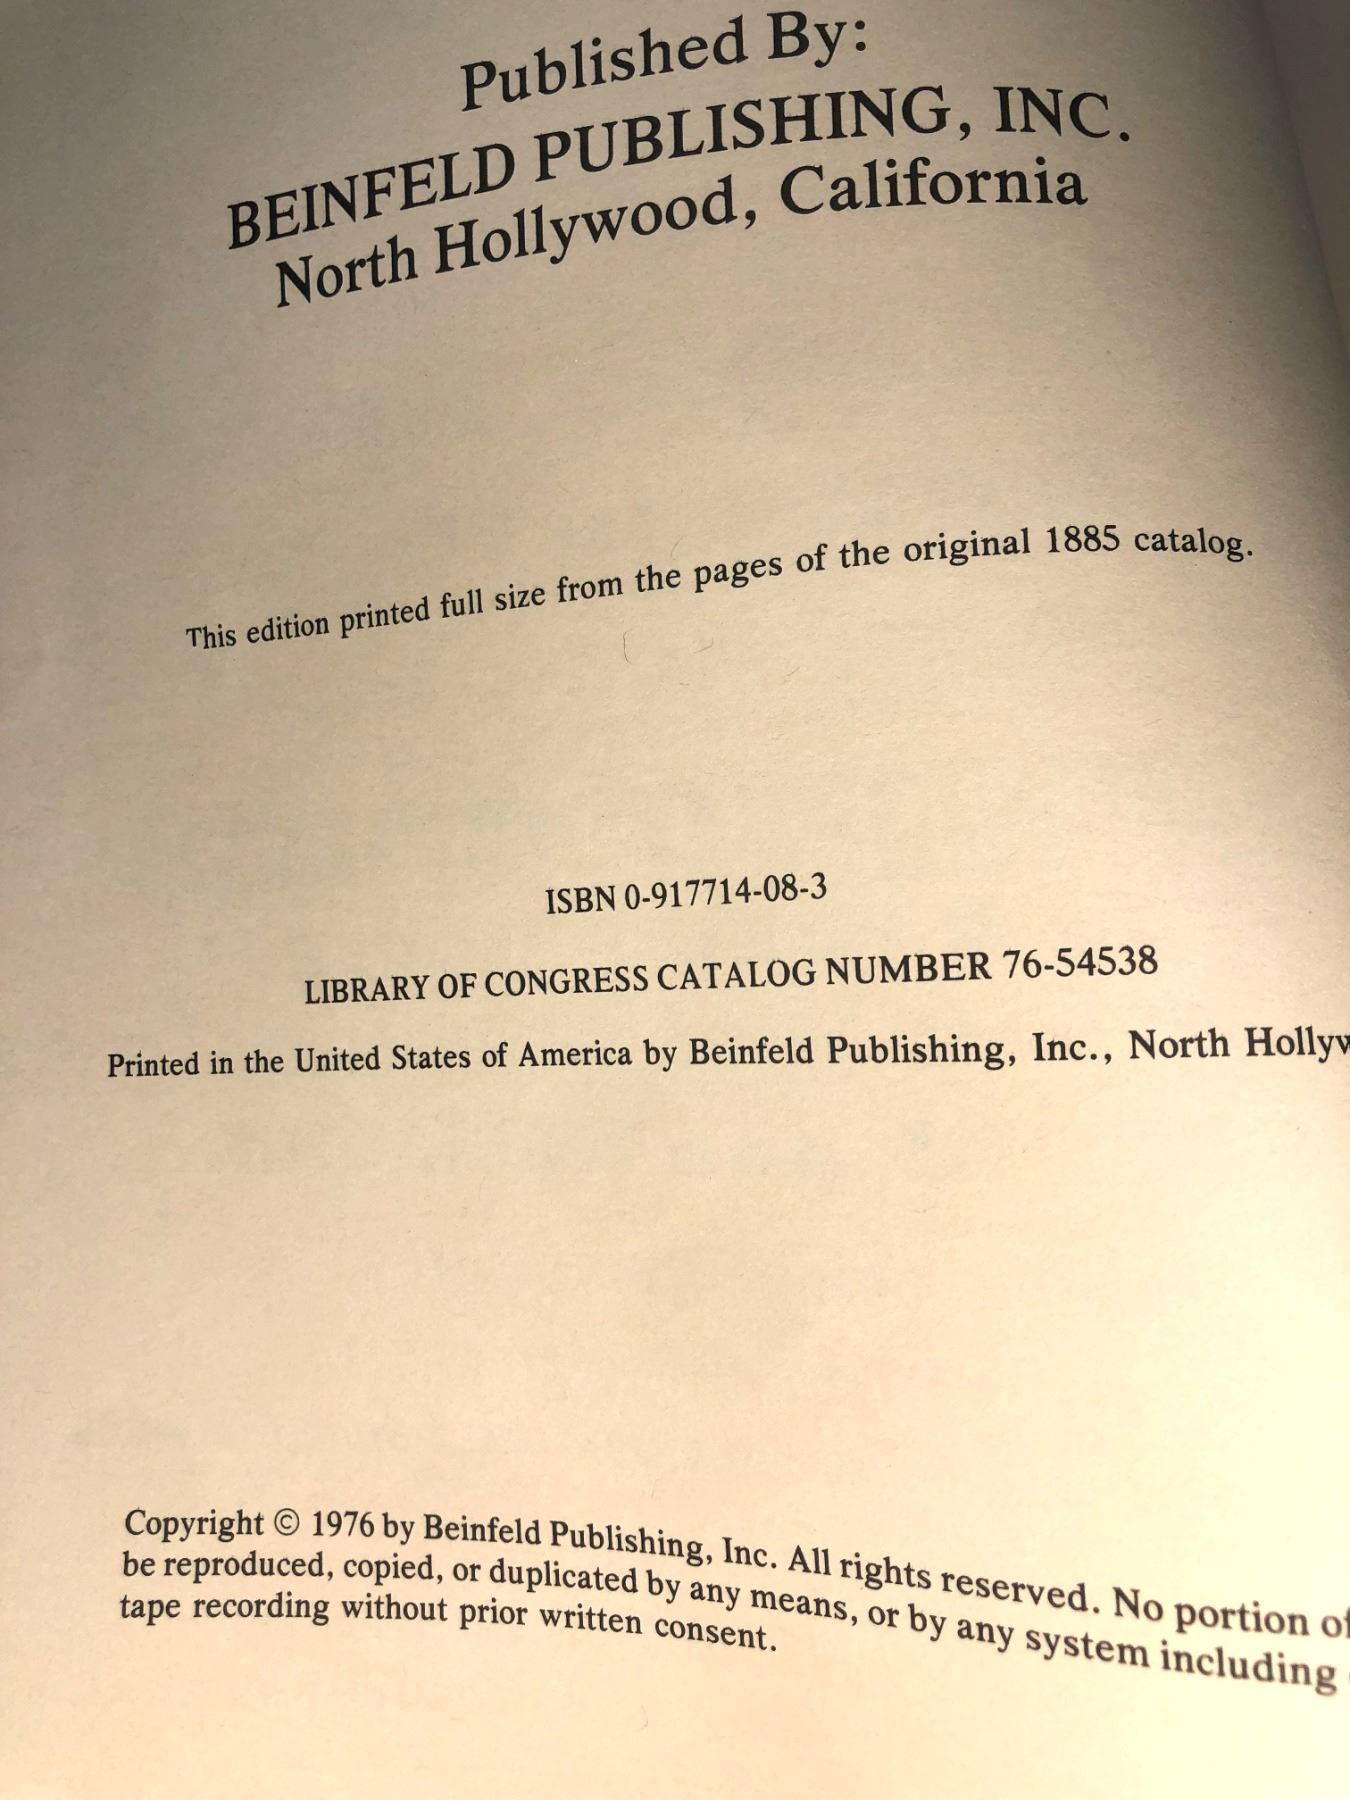 Published By:
BEINFELD PUBLISHING, INC.
North Hollywood, California
This edition printed full size from the pages of the original 1885 catalog.
ISBN 0-917714-08-3
LIBRARY OF CONGRESS CATALOG NUMBER 76-54538
Printed in the United States of America by Beinfeld Publishing, Inc., North
Copyright © 1976 by Beinfeld Publishing, Inc. All rights reserved. No portion of
be reproduced, copied, or duplicated by any means, or by any system including
tape recording without prior written consent.